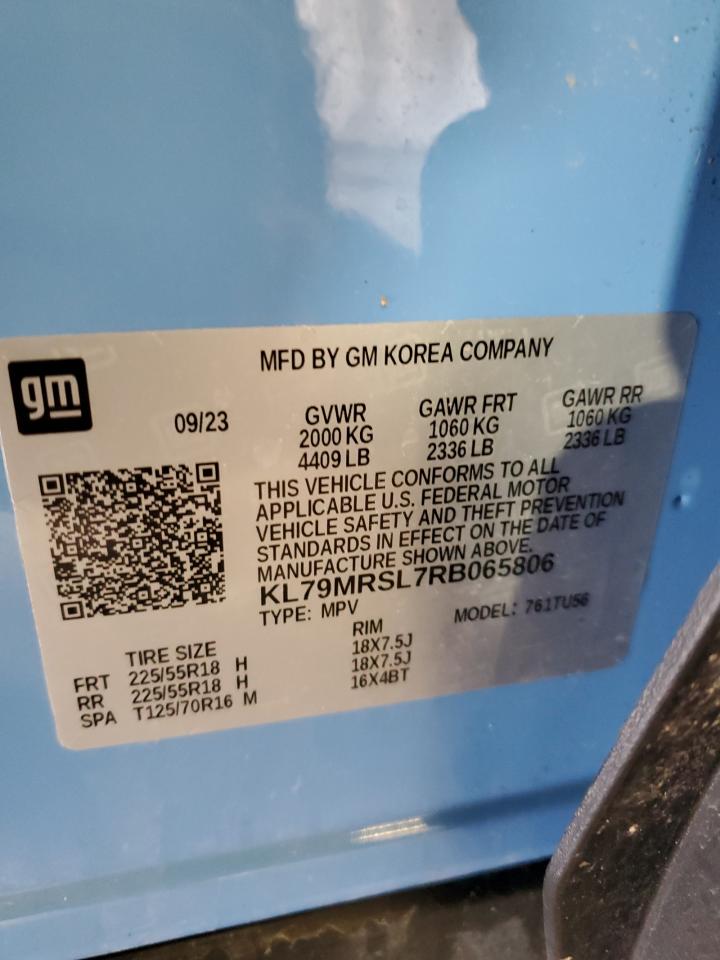 gm
MFD BY GM KOREA COMPANY
09/23
GVWR GAWR FRT GAWR RR
2000 KG 1060 KG 1060 KG
4409 LB 2336 LB 2336 LB
THIS VEHICLE CONFORMS TO ALL
APPLICABLE U.S. FEDERAL MOTOR
VEHICLE SAFETY AND THEFT PREVENTION
STANDARDS IN EFFECT ON THE DATE OF
MANUFACTURE SHOWN ABOVE.
KL79MRSL7RB065806
TYPE: MPV MODEL: 761TU56
TIRE SIZE RIM
FRT 225/55R18 H 18X7.5J
RR 225/55R18 H 18X7.5J
SPA T125/70R16 M 16X4BT